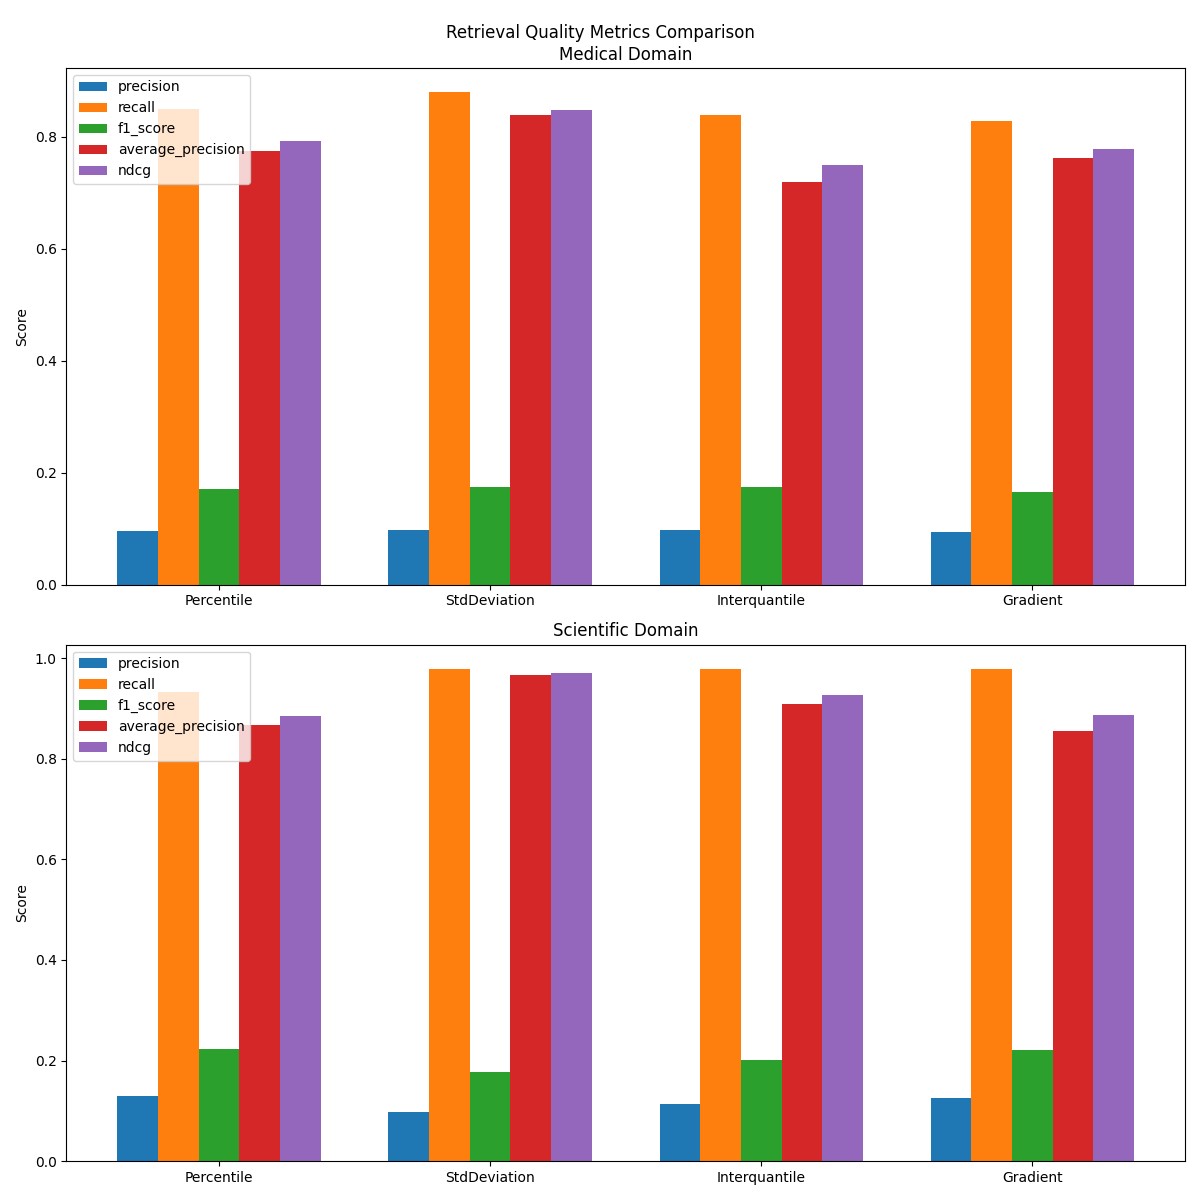 Retrieval Quality Metrics Comparison
Medical Domain
precision
recall
f1_score
average_precision
ndcg
Score
0.8
0.6
0.4
0.2
0.0
Percentile StdDeviation Interquantile Gradient
Scientific Domain
precision
recall
f1_score
average_precision
ndcg
Score
1.0
0.8
0.6
0.4
0.2
0.0
Percentile StdDeviation Interquantile Gradient